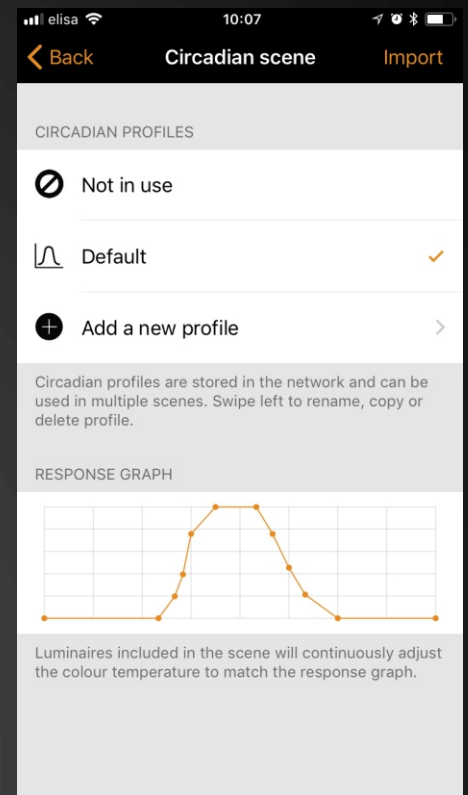 elisa 10:07
Back Circadian scene Import
CIRCADIAN PROFILES
Not in use
Default
Add a new profile
Circadian profiles are stored in the network and can be
used in multiple scenes. Swipe left to rename, copy or
delete profile.
RESPONSE GRAPH
Luminaires included in the scene will continuously adjust
the colour temperature to match the response graph.